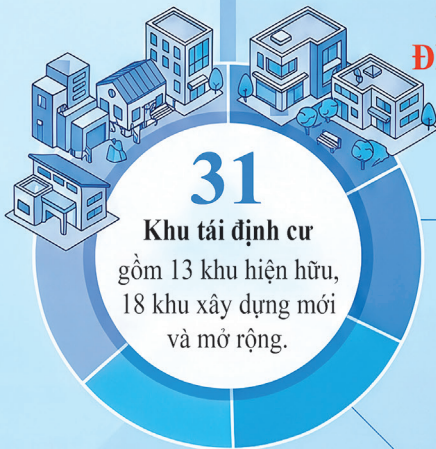 Đ
31
Khu tái định cư
gồm 13 khu hiện hữu,
18 khu xây dựng mới
và mở rộng.